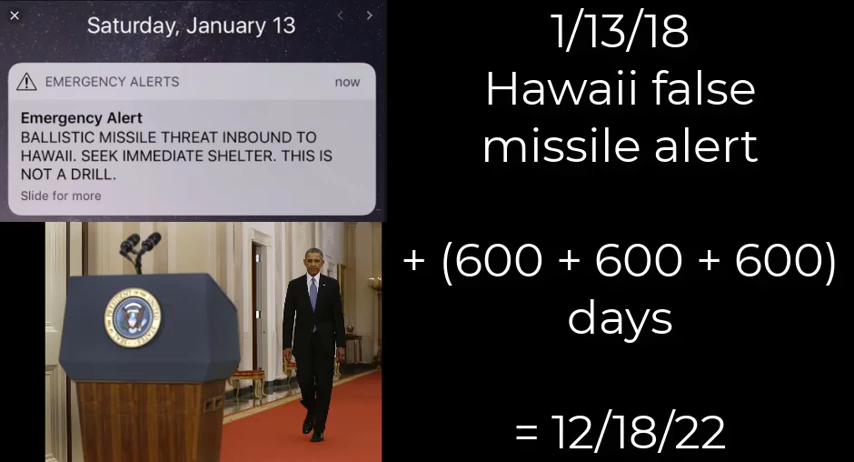 Saturday, January 13
EMERGENCY ALERTS now
Emergency Alert
BALLISTIC MISSILE THREAT INBOUND TO
HAWAII. SEEK IMMEDIATE SHELTER. THIS IS
NOT A DRILL.
Slide for more
1/13/18
Hawaii false
missile alert
+ (600 + 600 + 600)
days
= 12/18/22